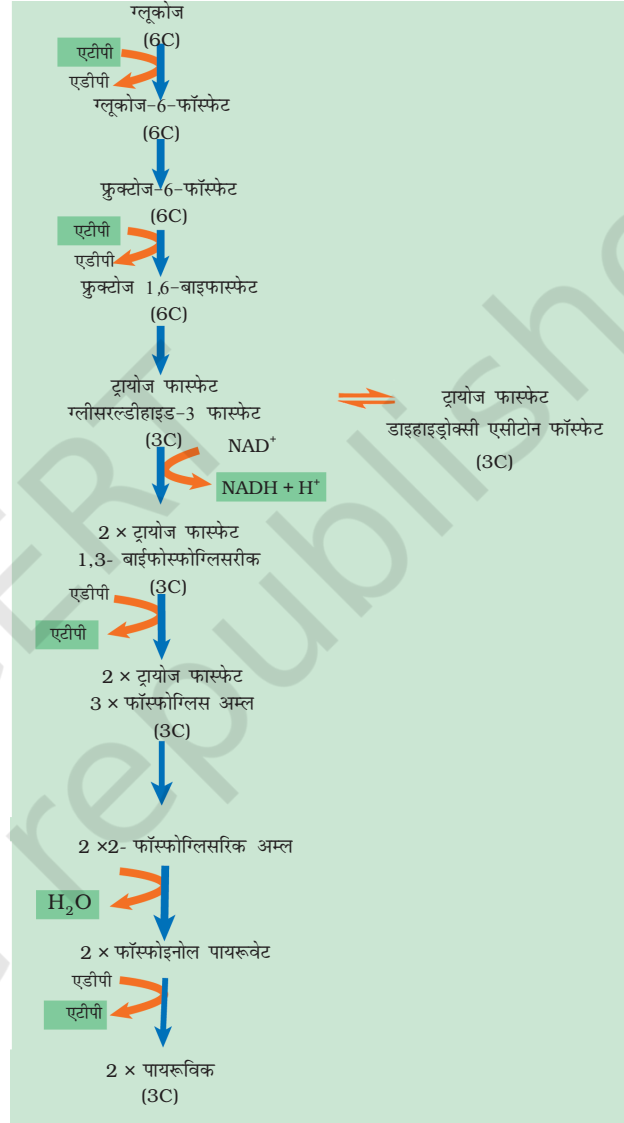 ग्लूकोज
(6C)
एटीपी
एडीपी
ग्लूकोज-6-फॉस्फेट
(6C)
फ्रुक्टोज-6-फॉस्फेट
(6C)
एटीपी
एडीपी
फ्रुक्टोज 1,6-बाइफास्फेट
(6C)
ट्रायोज फास्फेट
ग्लीसरल्डीहाइड-3 फास्फेट
(3C)
ट्रायोज फास्फेट
डाइहाइड्रोक्सी एसीटोन फॉस्फेट
(3C)
NAD⁺
NADH + H⁺
2 × ट्रायोज फास्फेट
1,3- बाईफोस्फोग्लिसरीक
(3C)
एडीपी
एटीपी
2 × ट्रायोज फास्फेट
3 × फॉस्फोग्लिस अम्ल
(3C)
2 ×2- फॉस्फोग्लिसरिक अम्ल
H₂O
2 × फॉस्फोइनोल पायरूवेट
एडीपी
एटीपी
2 × पायरूविक
(3C)
republishe